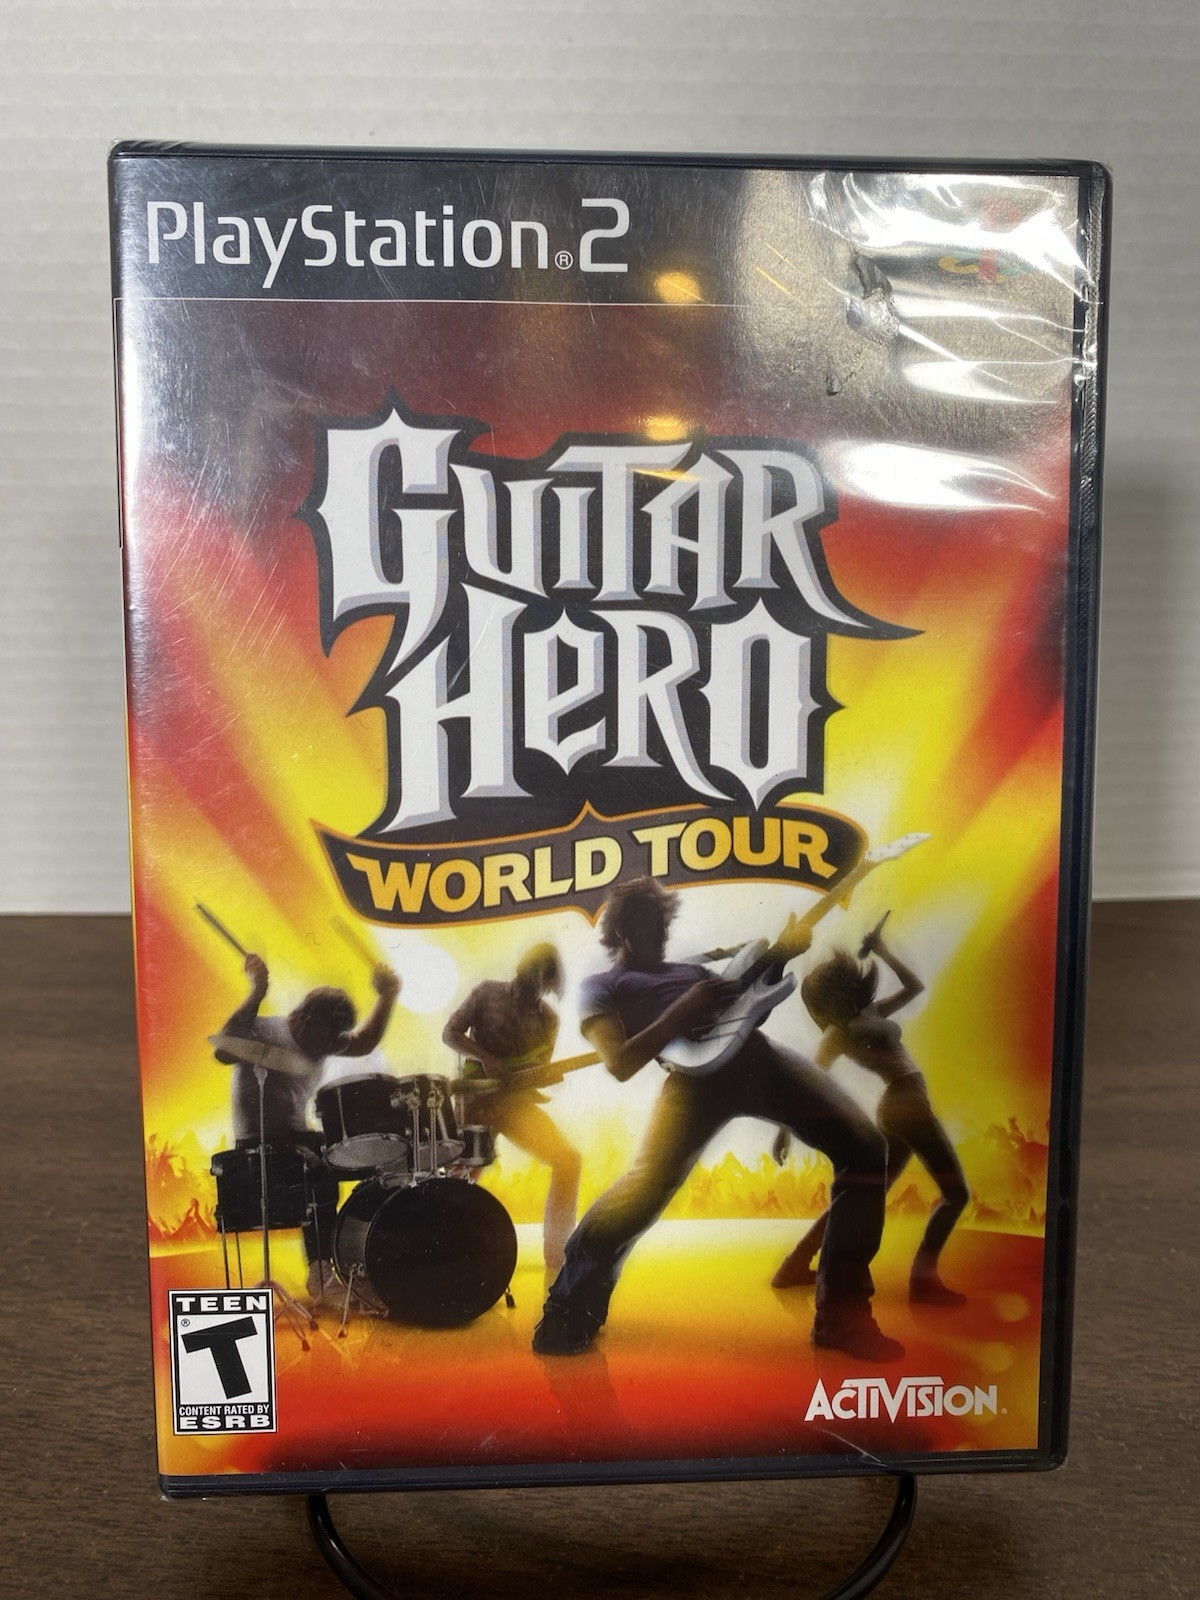 PlayStation®2
GUITAR
HERO
WORLD TOUR
TEEN
®
T
CONTENT RATED BY
ESRB
ACTIVISION®